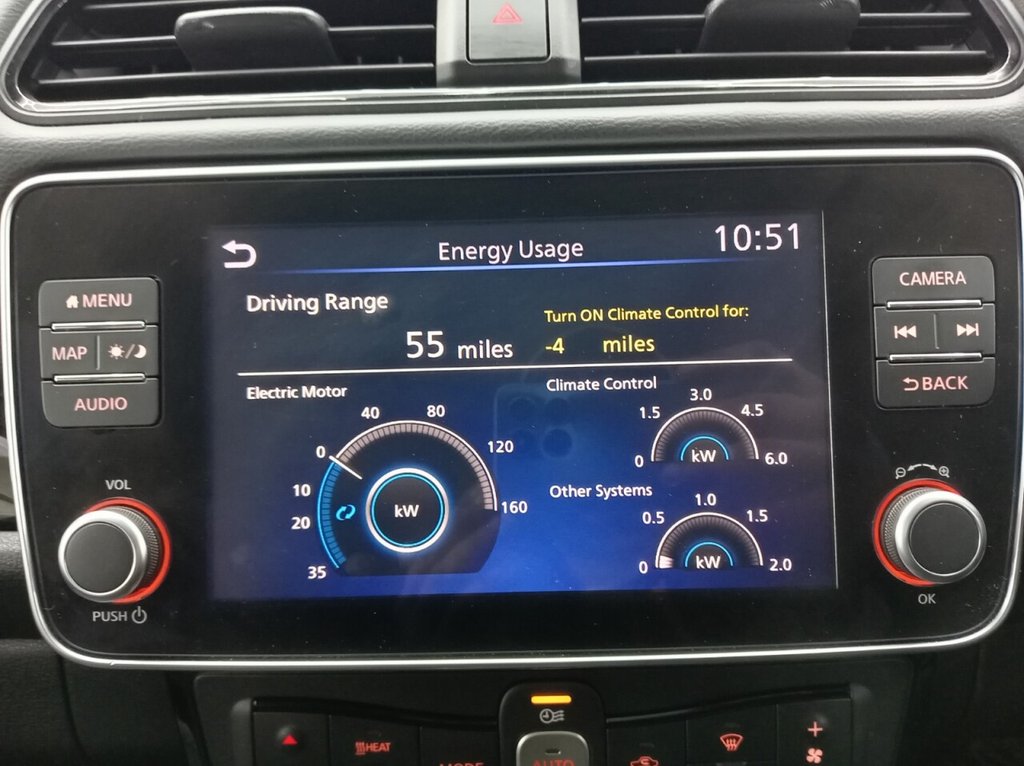 10:51
Energy Usage
MENU
CAMERA
Driving Range
Turn ON Climate Control for:
55 miles
-4 miles
MAP
BACK
AUDIO
Electric Motor
Climate Control
40 80
0 120
10
20
35
160
kW
1.5 3.0 4.5
0 kW 6.0
Other Systems
0.5 1.0 1.5
0 kW 2.0
VOL
PUSH
OK
HEAT
MODE
AUTO